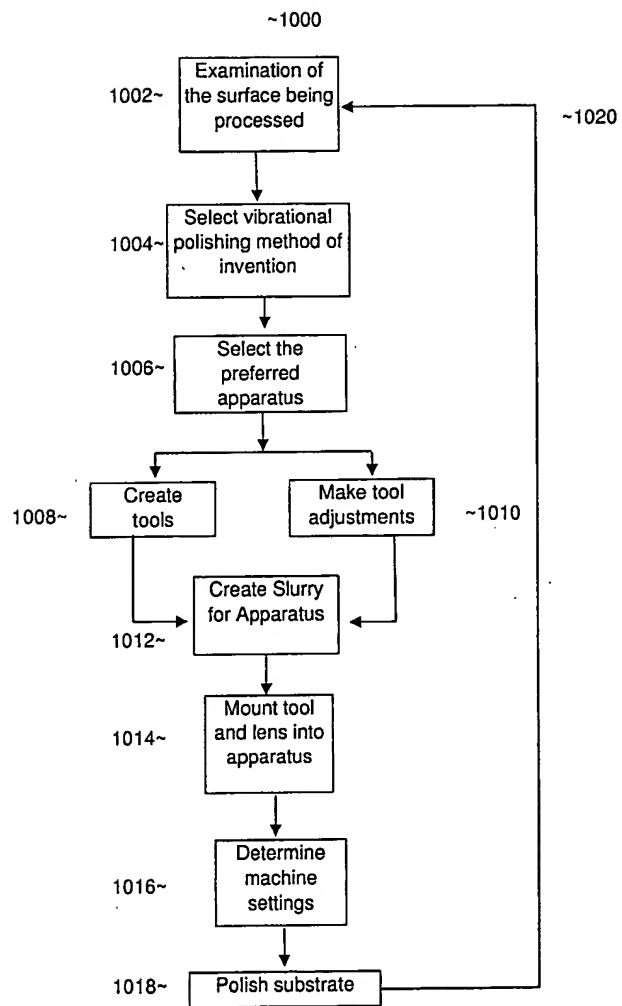 ~1000
Examination of
the surface being
processed
1002~
~1020
Select vibrational
polishing method of
invention
1004~
Select the
preferred
apparatus
1006~
Create
tools
1008~
Make tool
adjustments
~1010
Create Slurry
for Apparatus
1012~
Mount tool
and lens into
apparatus
1014~
Determine
machine
settings
1016~
Polish substrate
1018~